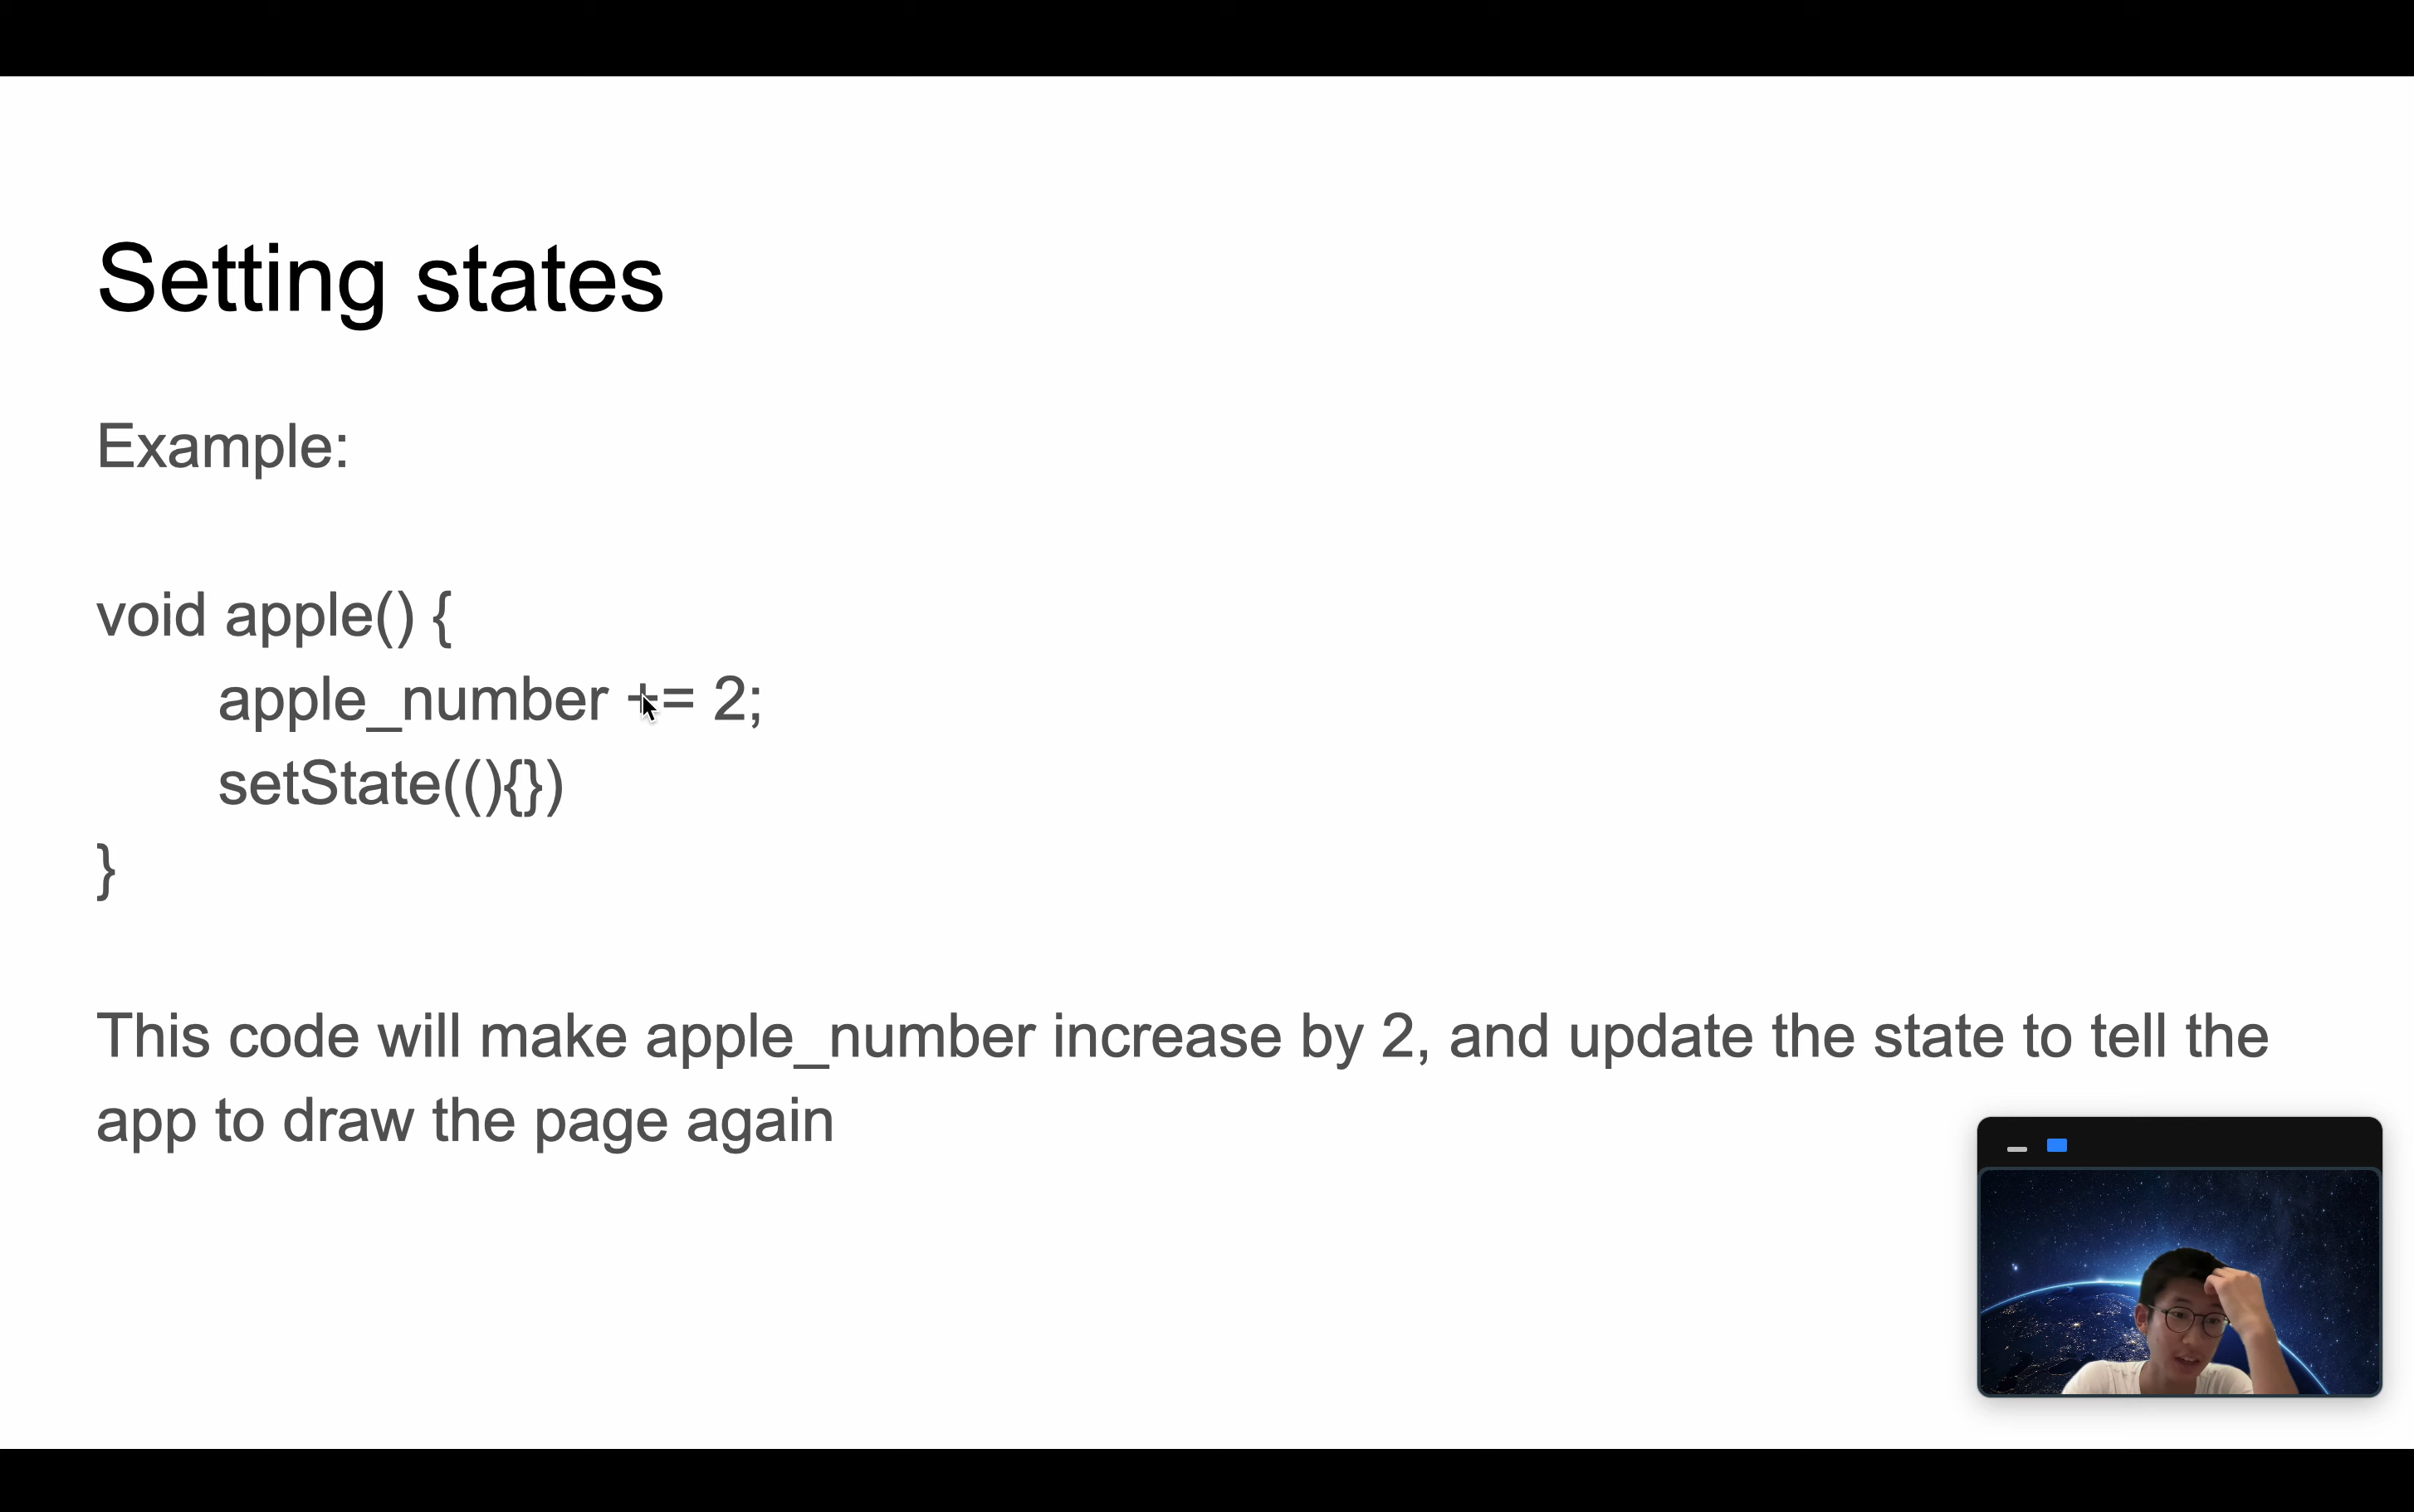 Setting states
Example:
void apple() {
apple_number += 2;
setState((){})
}
This code will make apple_number increase by 2, and update the state to tell the
app to draw the page again